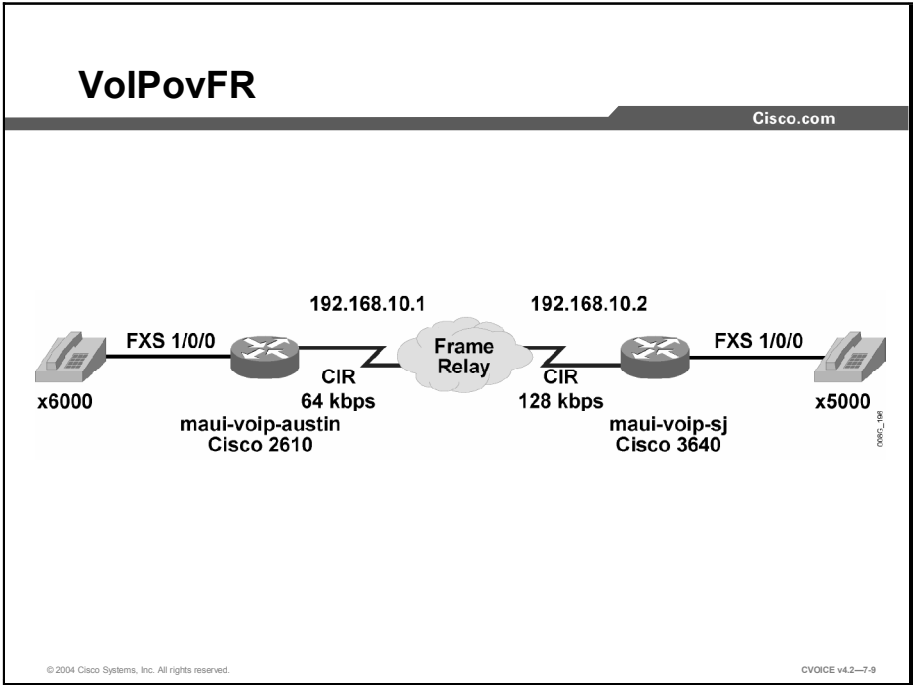 VoIPovFR
Cisco.com
192.168.10.1
192.168.10.2
FXS 1/0/0
Frame
Relay
FXS 1/0/0
CIR
64 kbps
CIR
128 kbps
x6000
x5000
maui-voip-austin
Cisco 2610
maui-voip-sj
Cisco 3640
008G_196
© 2004 Cisco Systems, Inc. All rights reserved.
CVOICE v4.2—7-9